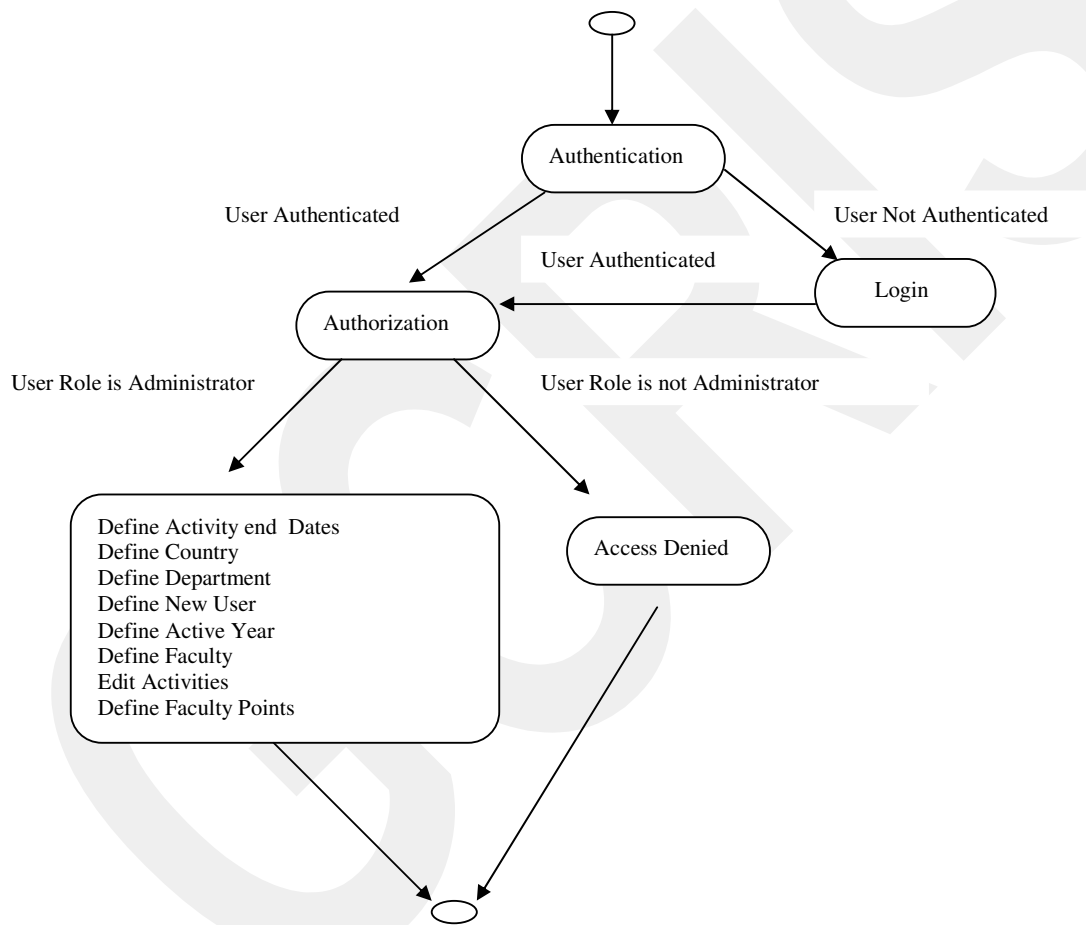 Authentication
User Authenticated
User Not Authenticated
User Authenticated
Login
Authorization
User Role is Administrator
User Role is not Administrator
Define Activity end Dates
Define Country
Define Department
Define New User
Define Active Year
Define Faculty
Edit Activities
Define Faculty Points
Access Denied